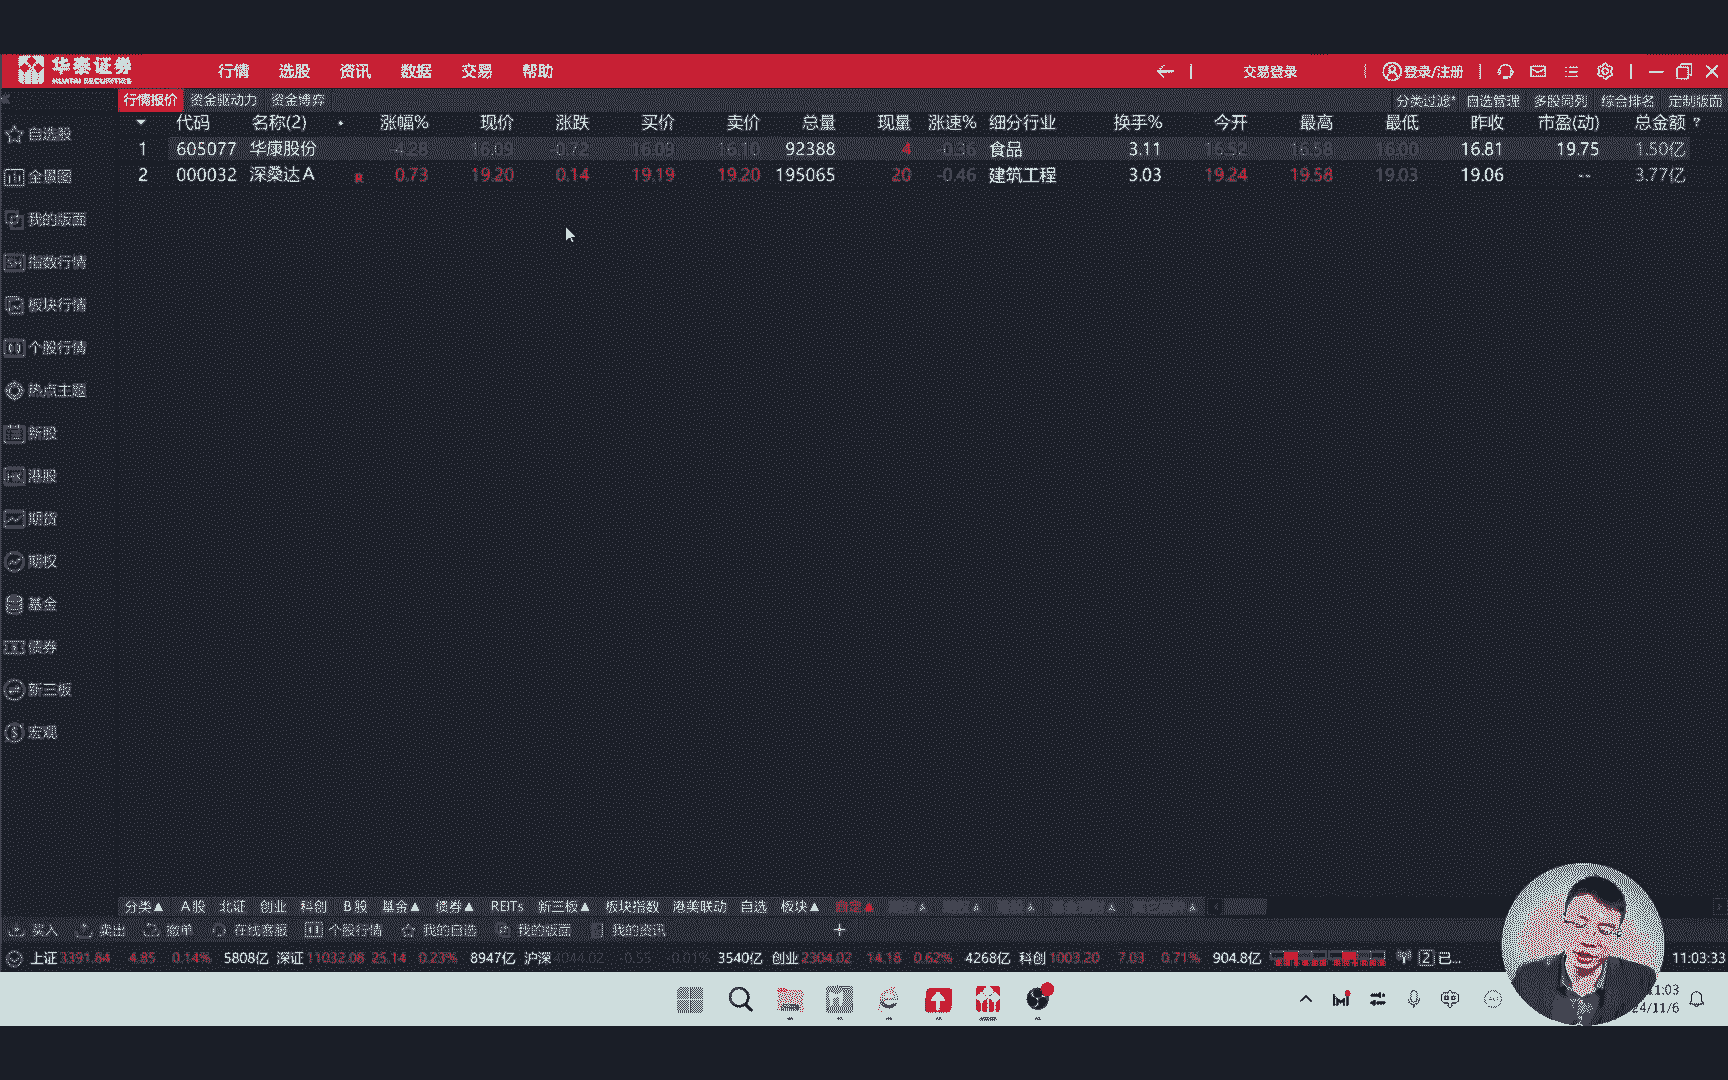 华泰证券 行情 选股 资讯 数据 交易 帮助 交易登录 登录/注册
HUATAI SECURITIES
行情报价 资金驱动力 资金博弈 分类过滤* 自选管理 多股同列 综合排名 定制版面
代码 名称(2) 涨幅% 现价 涨跌 买价 卖价 总量 现量 涨速% 细分行业 换手% 今开 最高 最低 昨收 市盈(动) 总金额 ?
1 605077 华康股份 -4.28 16.09 -0.72 16.09 16.10 92388 4 -0.36 食品 3.11 16.52 16.58 16.00 16.81 19.75 1.50亿
2 000032 深桑达A R 0.73 19.20 0.14 19.19 19.20 195065 20 -0.46 建筑工程 3.03 19.24 19.58 19.03 19.06 -- 3.77亿
自选股
全景图
我的版面
指数行情
板块行情
个股行情
热点主题
新股
港股
期货
期权
基金
债券
新三板
宏观
分类▲ A股 北证 创业 科创 B股 基金▲ 债券▲ REITs 新三板▲ 板块指数 港美联动 自选 板块▲
买入 卖出 撤单 在线客服 个股行情 我的自选 我的版面 我的资讯 +
上证 3391.64 4.85 0.14% 5808亿 深证 11032.08 25.14 0.23% 8947亿 沪深 4044.02 -0.55 0.01% 3540亿 创业 2304.02 14.18 0.62% 4268亿 科创 1003.20 7.03 0.71% 904.8亿 2 已... 11:03:33
11:03
24/11/6